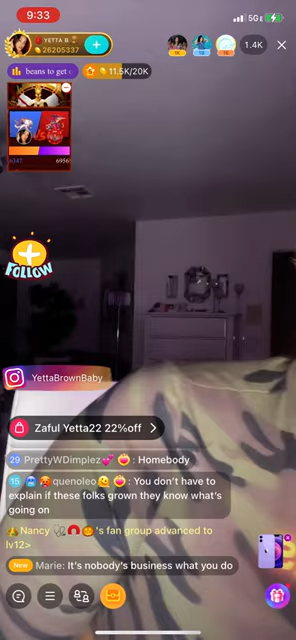 9:33
5G
YETTA B.
26205337
1.4K
beans to get
11.5K/20K
VS
6347
6956
FOLLOW
YettaBrownBaby
Zaful Yetta22 22%off
29 PrettyWDimplez💞 : Homebody
15 quenoleo : You don't have to
explain if these folks grown they know what's
going on
Nancy 's fan group advanced to
lv12>
New Marie: It's nobody's business what you do